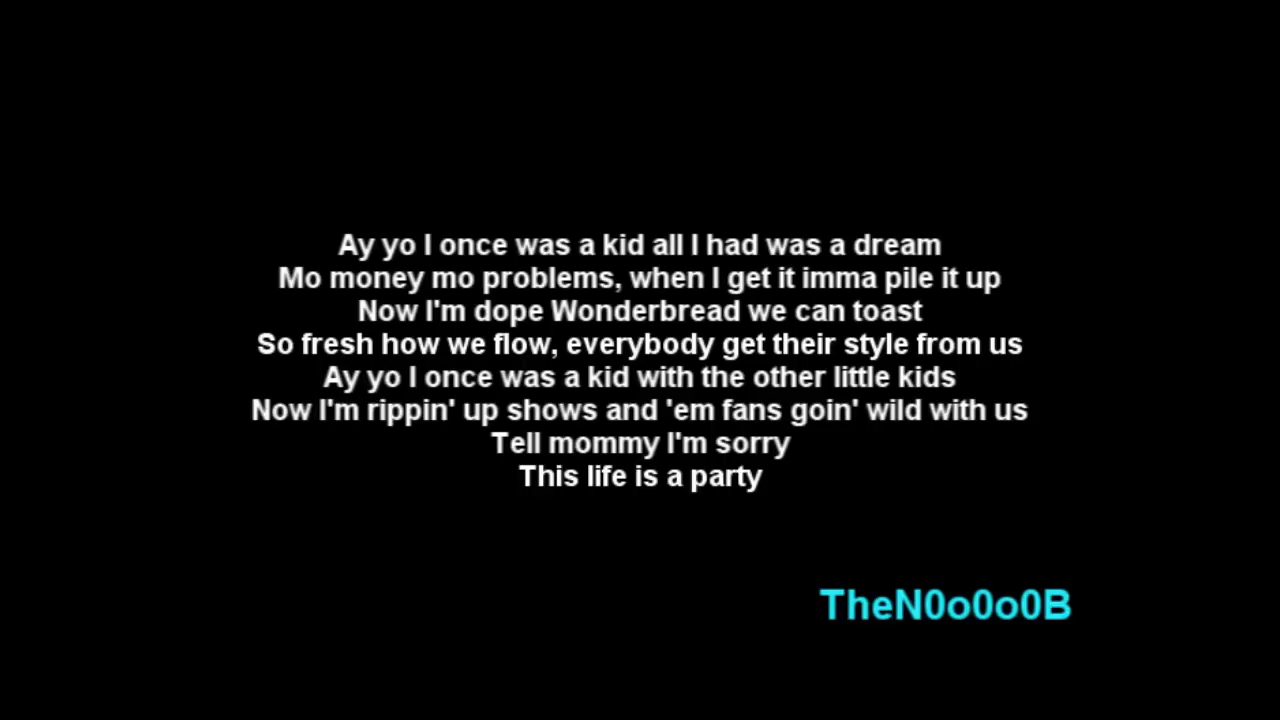 Ay yo I once was a kid all I had was a dream
Mo money mo problems, when I get it imma pile it up
Now I'm dope Wonderbread we can toast
So fresh how we flow, everybody get their style from us
Ay yo I once was a kid with the other little kids
Now I'm rippin' up shows and 'em fans goin' wild with us
Tell mommy I'm sorry
This life is a party
TheN0o0o0B